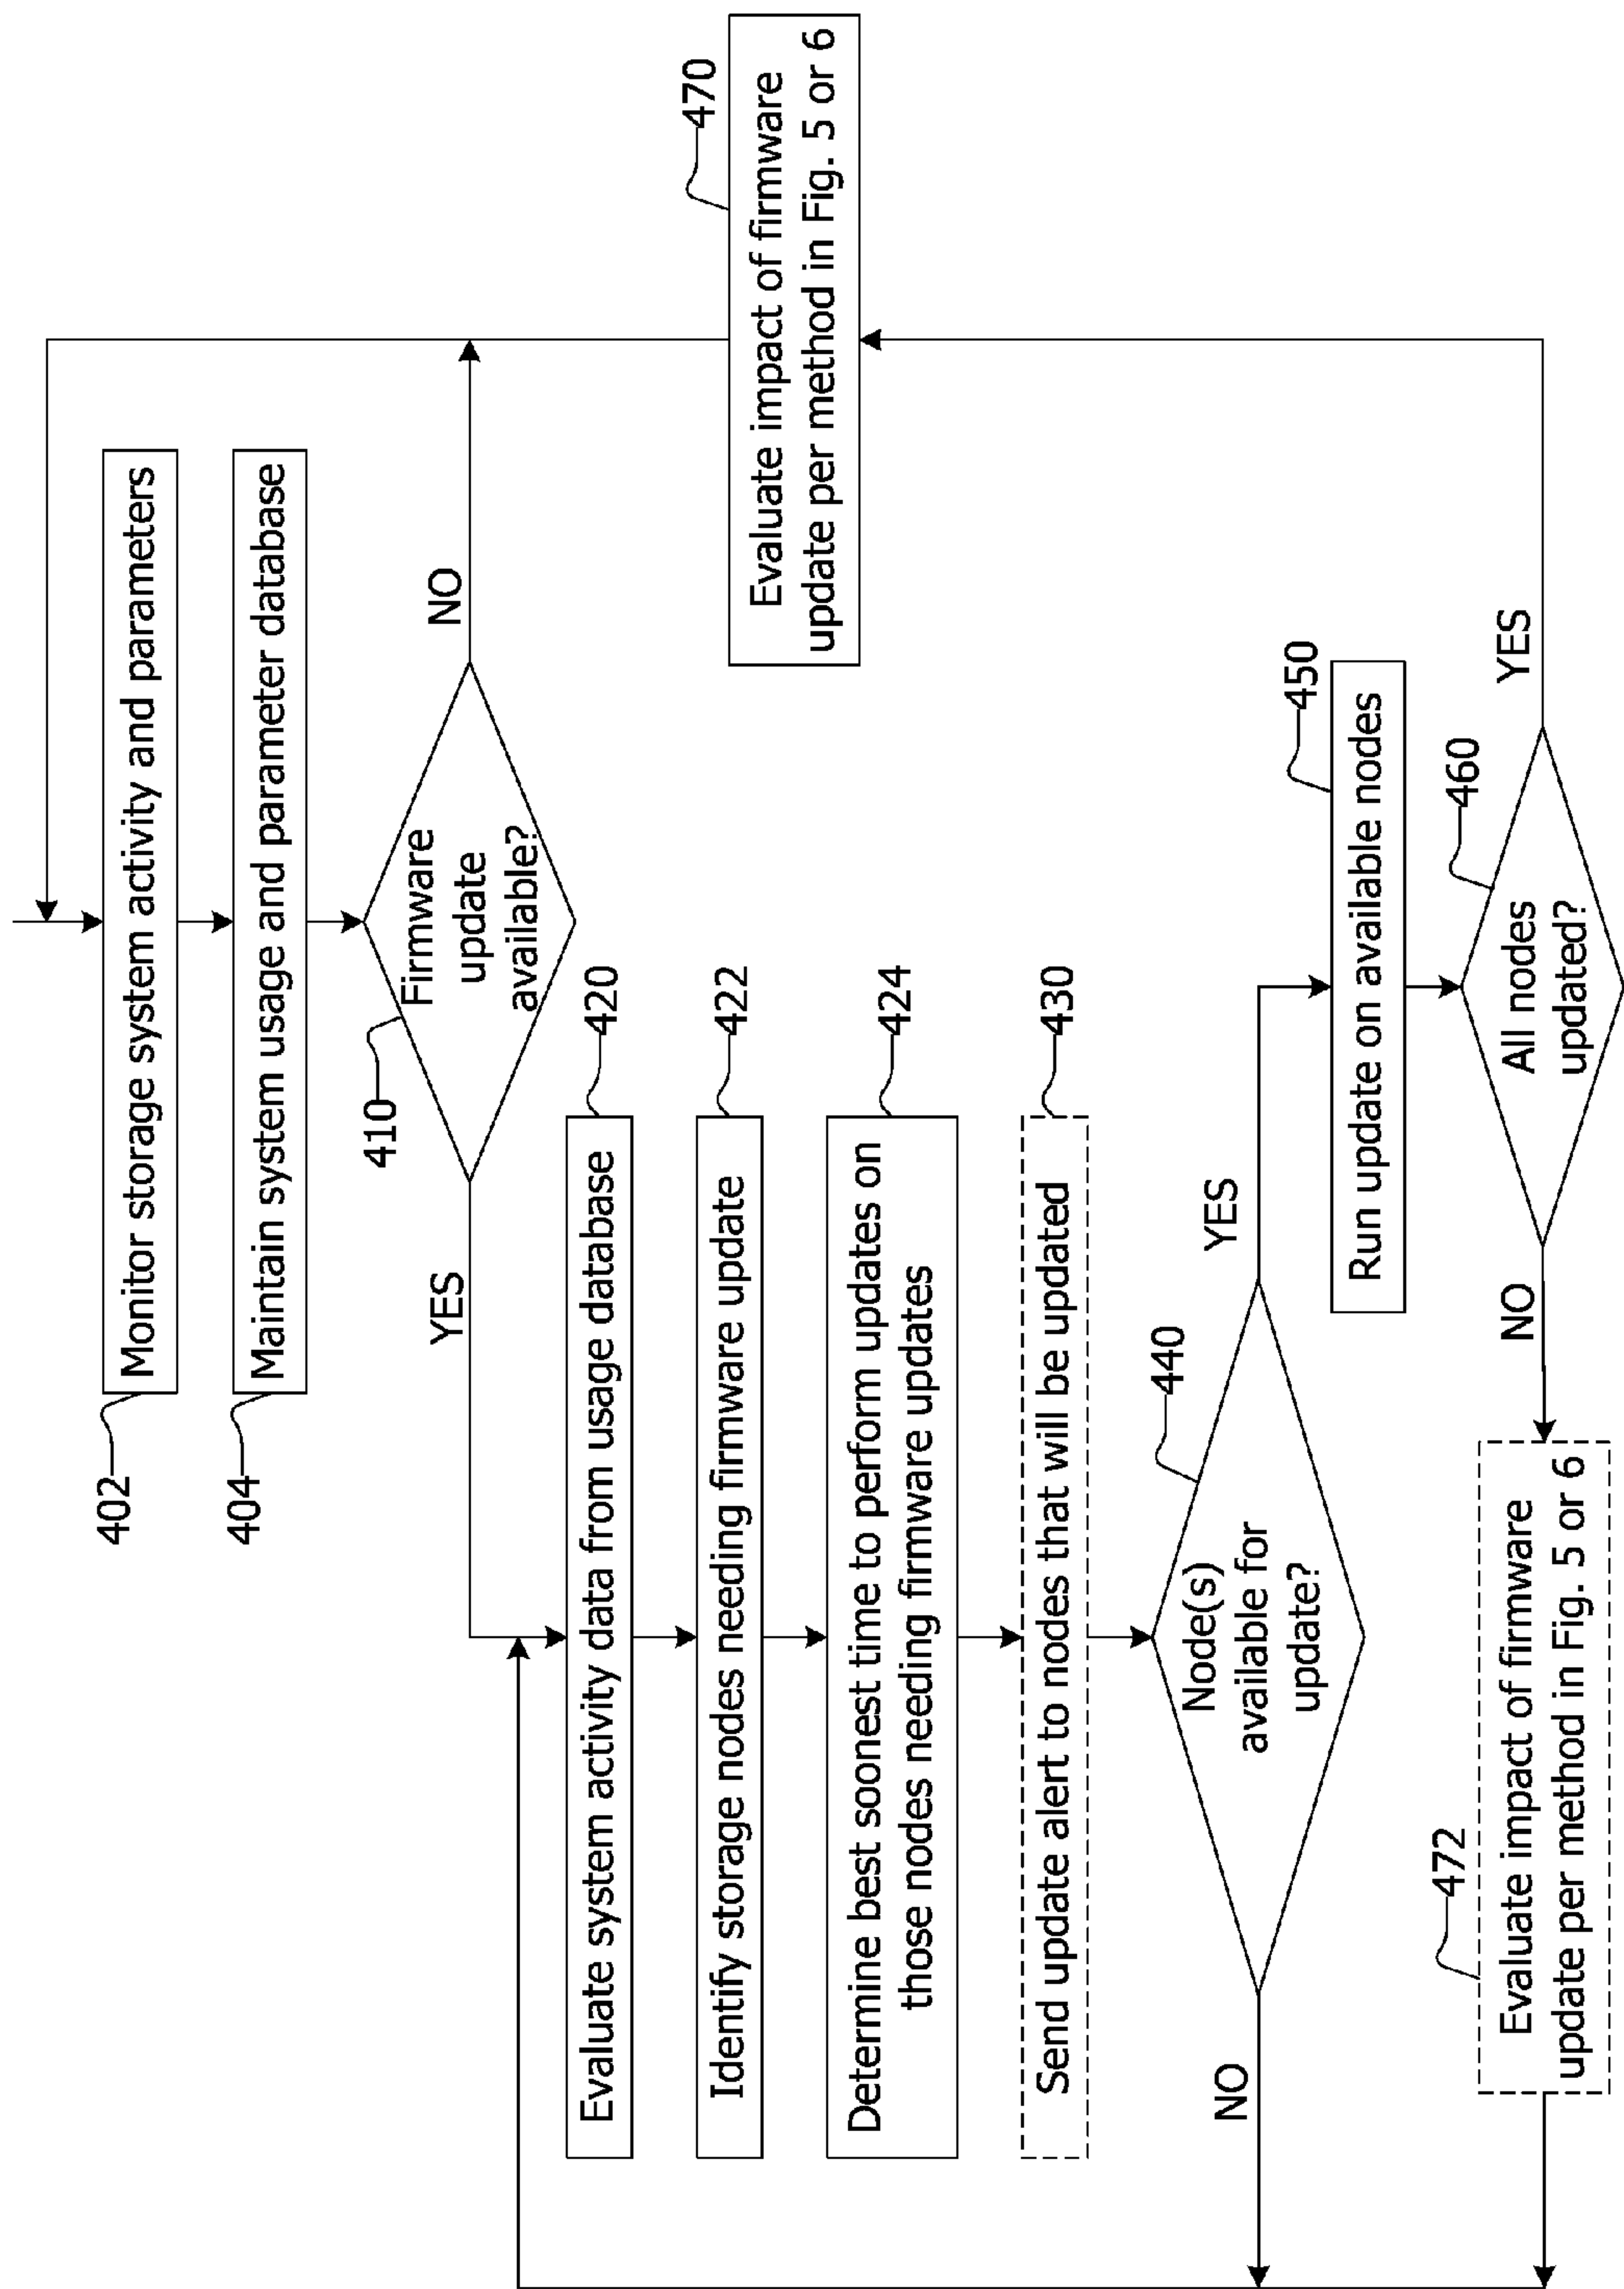 402
Monitor storage system activity and parameters
404
Maintain system usage and parameter database
410
Firmware
update
available?
NO
YES
420
Evaluate system activity data from usage database
422
Identify storage nodes needing firmware update
424
Determine best soonest time to perform updates on
those nodes needing firmware updates
430
Send update alert to nodes that will be updated
440
Node(s)
available for
update?
NO
YES
450
Run update on available nodes
460
All nodes
updated?
NO
YES
470
Evaluate impact of firmware
update per method in Fig. 5 or 6
472
Evaluate impact of firmware
update per method in Fig. 5 or 6